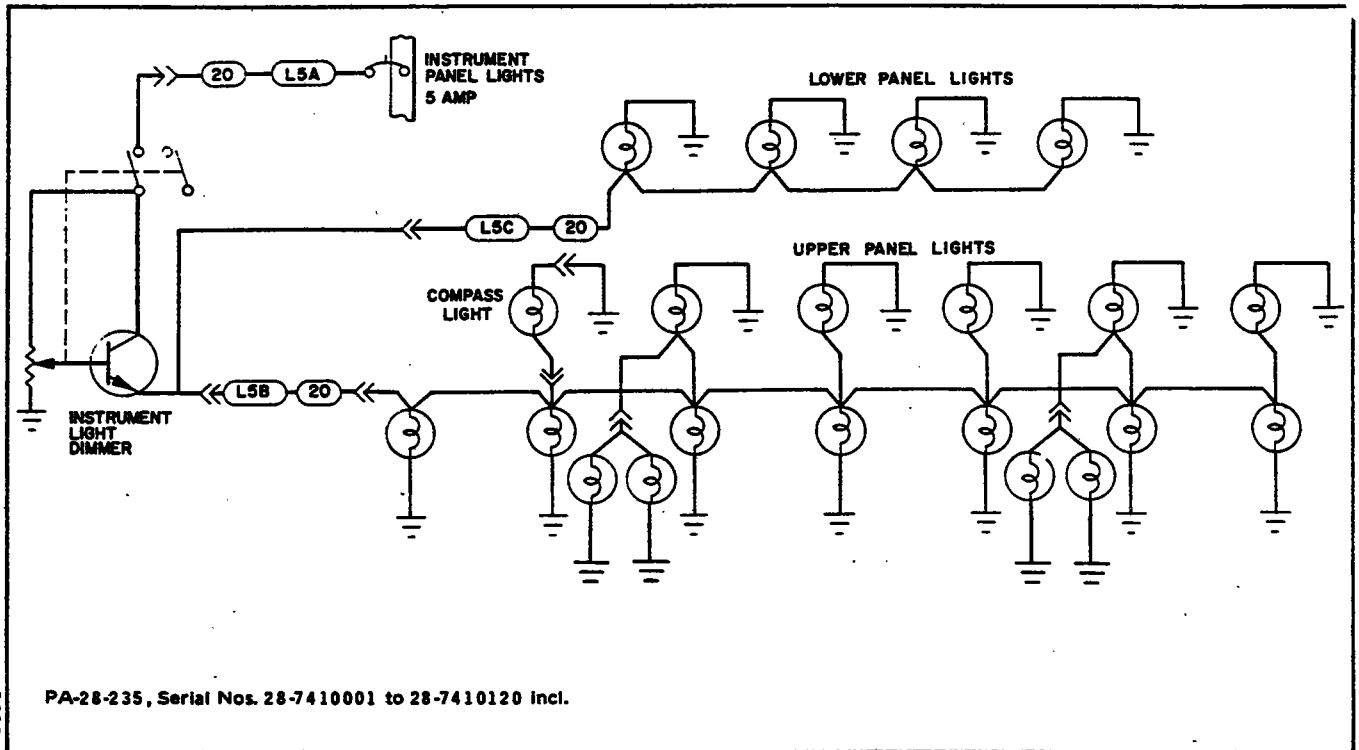 20
L5A
INSTRUMENT
PANEL LIGHTS
5 AMP
LOWER PANEL LIGHTS
L5C
20
UPPER PANEL LIGHTS
COMPASS
LIGHT
L5B
20
INSTRUMENT
LIGHT
DIMMER
PA-28-235, Serial Nos. 28-7410001 to 28-7410120 incl.